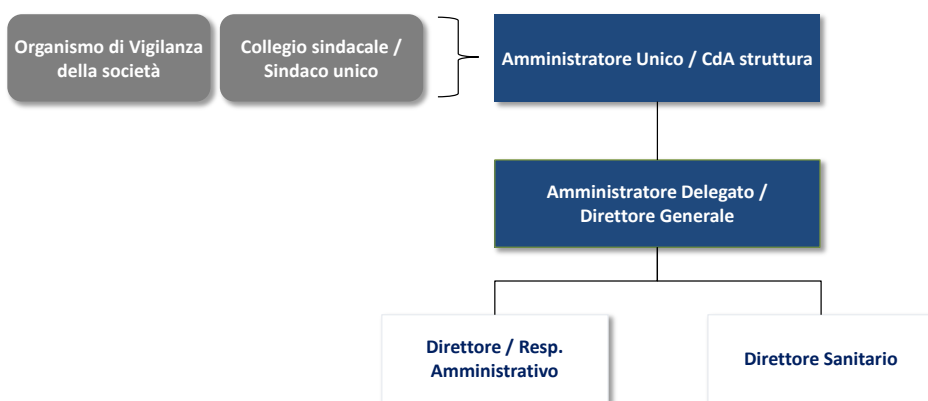 Organismo di Vigilanza
della società
Collegio sindacale /
Sindaco unico
Amministratore Unico / CdA struttura
Amministratore Delegato /
Direttore Generale
Direttore / Resp.
Amministrativo
Direttore Sanitario